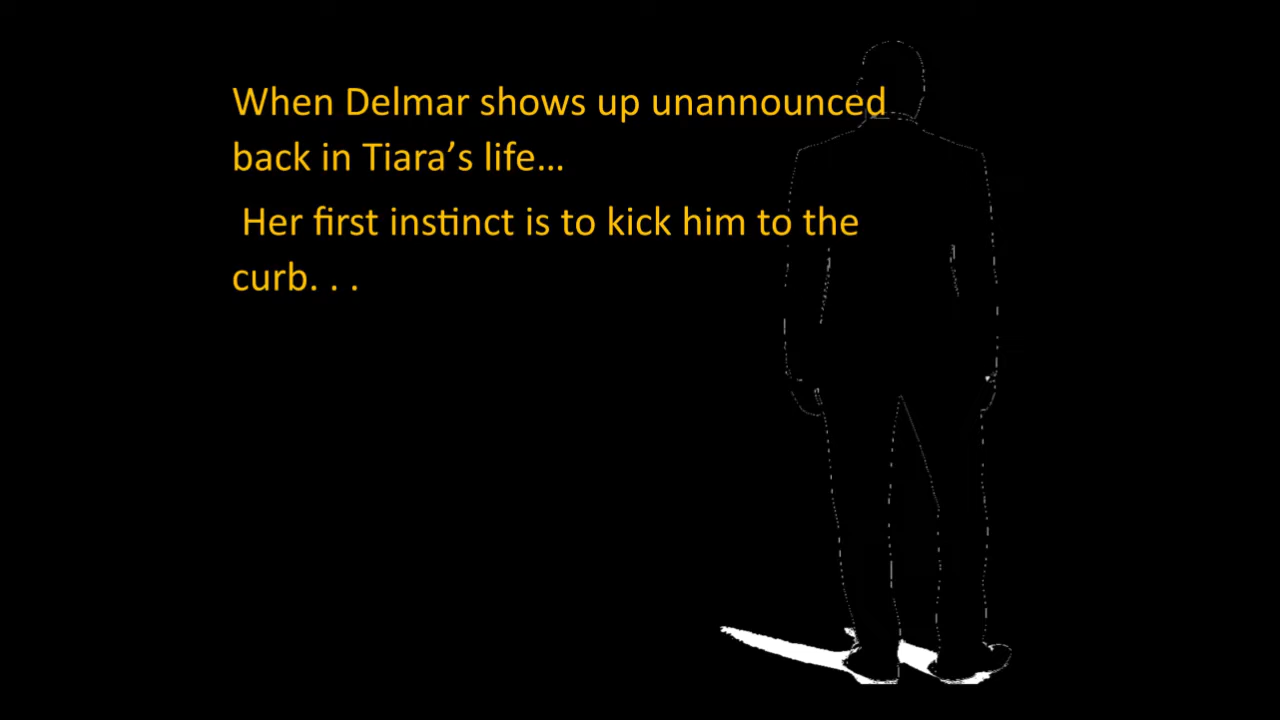 When Delmar shows up unannounced
back in Tiara’s life…
Her first instinct is to kick him to the
curb. . .